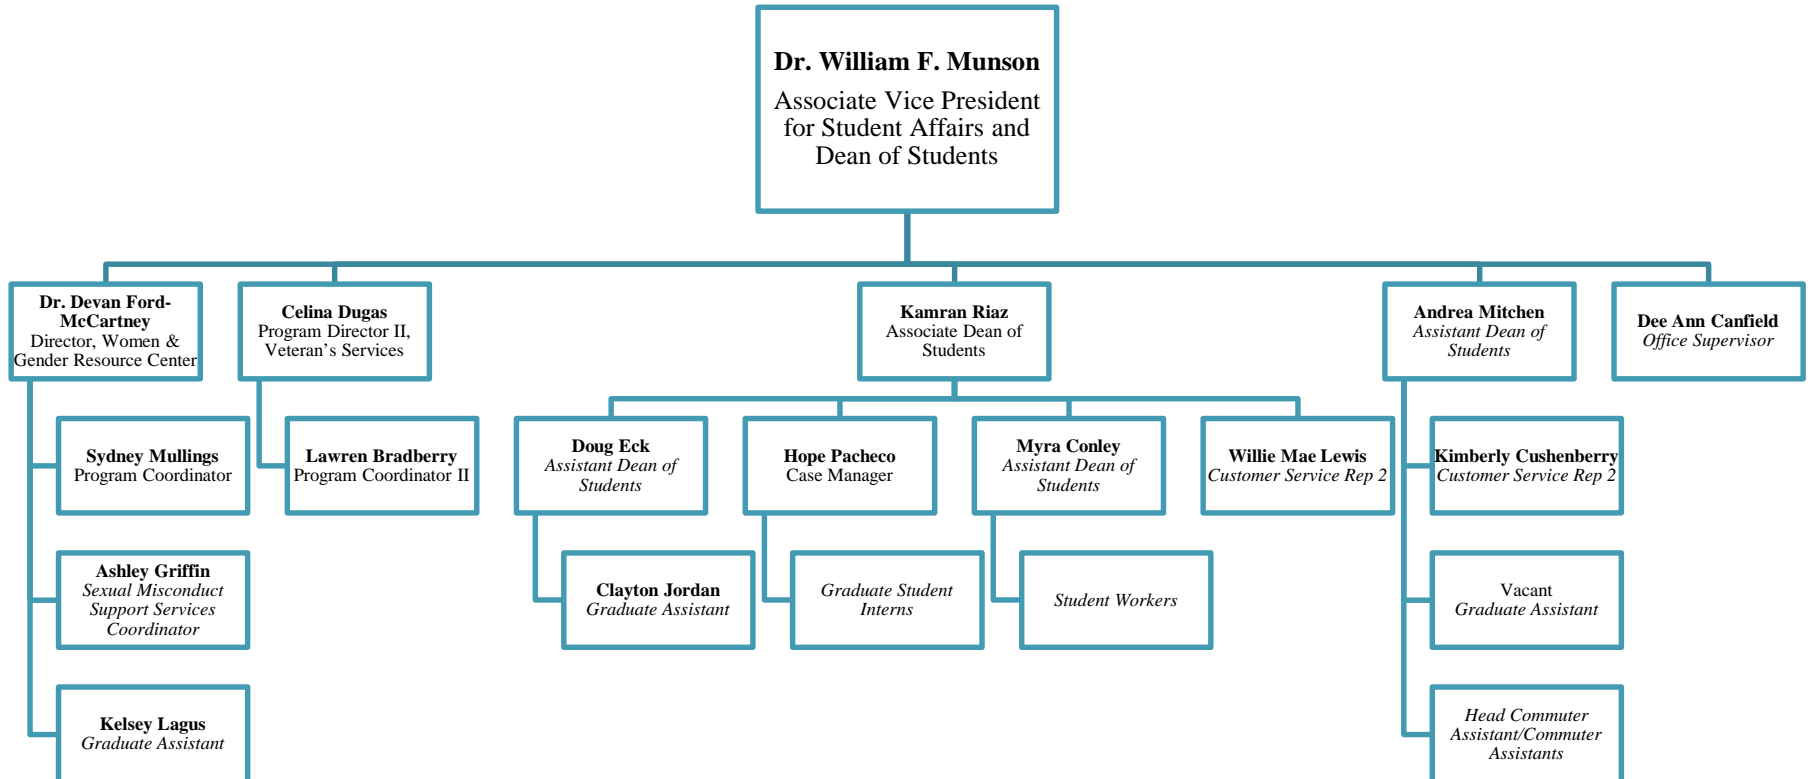 Dr. William F. Munson
Associate Vice President
for Student Affairs and
Dean of Students
Dr. Devan Ford-
McCartney
Director, Women &
Gender Resource Center
Celina Dugas
Program Director II,
Veteran’s Services
Kamran Riaz
Associate Dean of
Students
Andrea Mitchen
Assistant Dean of
Students
Dee Ann Canfield
Office Supervisor
Sydney Mullings
Program Coordinator
Lawren Bradberry
Program Coordinator II
Doug Eck
Assistant Dean of
Students
Hope Pacheco
Case Manager
Myra Conley
Assistant Dean of
Students
Willie Mae Lewis
Customer Service Rep 2
Kimberly Cushenberry
Customer Service Rep 2
Ashley Griffin
Sexual Misconduct
Support Services
Coordinator
Clayton Jordan
Graduate Assistant
Graduate Student
Interns
Student Workers
Vacant
Graduate Assistant
Kelsey Lagus
Graduate Assistant
Head Commuter
Assistant/Commuter
Assistants